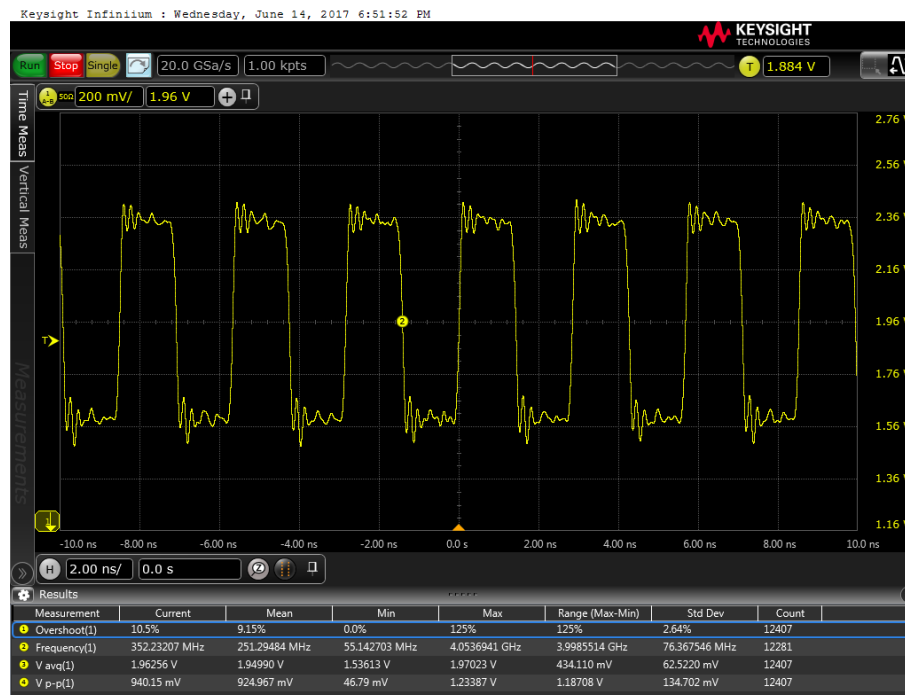 Keysight Infiniium : Wednesday, June 14, 2017 6:51:52 PM
KEYSIGHT
TECHNOLOGIES
Run Stop Single 20.0 GSa/s 1.00 kpts T 1.884 V
1 A-B 50Ω 200 mV/ 1.96 V +
Time Meas
Vertical Meas
Measurements
2.76 V
2.56 V
2.36 V
2.16 V
1.96 V
1.76 V
1.56 V
1.36 V
1.16 V
2
T
1
-10.0 ns -8.00 ns -6.00 ns -4.00 ns -2.00 ns 0.0 s 2.00 ns 4.00 ns 6.00 ns 8.00 ns 10.0 ns
H 2.00 ns/ 0.0 s
Results
Measurement Current Mean Min Max Range (Max-Min) Std Dev Count
1 Overshoot(1) 10.5% 9.15% 0.0% 125% 125% 2.64% 12407
2 Frequency(1) 352.23207 MHz 251.29484 MHz 55.142703 MHz 4.0536941 GHz 3.9985514 GHz 76.367546 MHz 12281
3 V avg(1) 1.96256 V 1.94990 V 1.53613 V 1.97023 V 434.110 mV 62.5220 mV 12407
4 V p-p(1) 940.15 mV 924.967 mV 46.79 mV 1.23387 V 1.18708 V 134.702 mV 12407